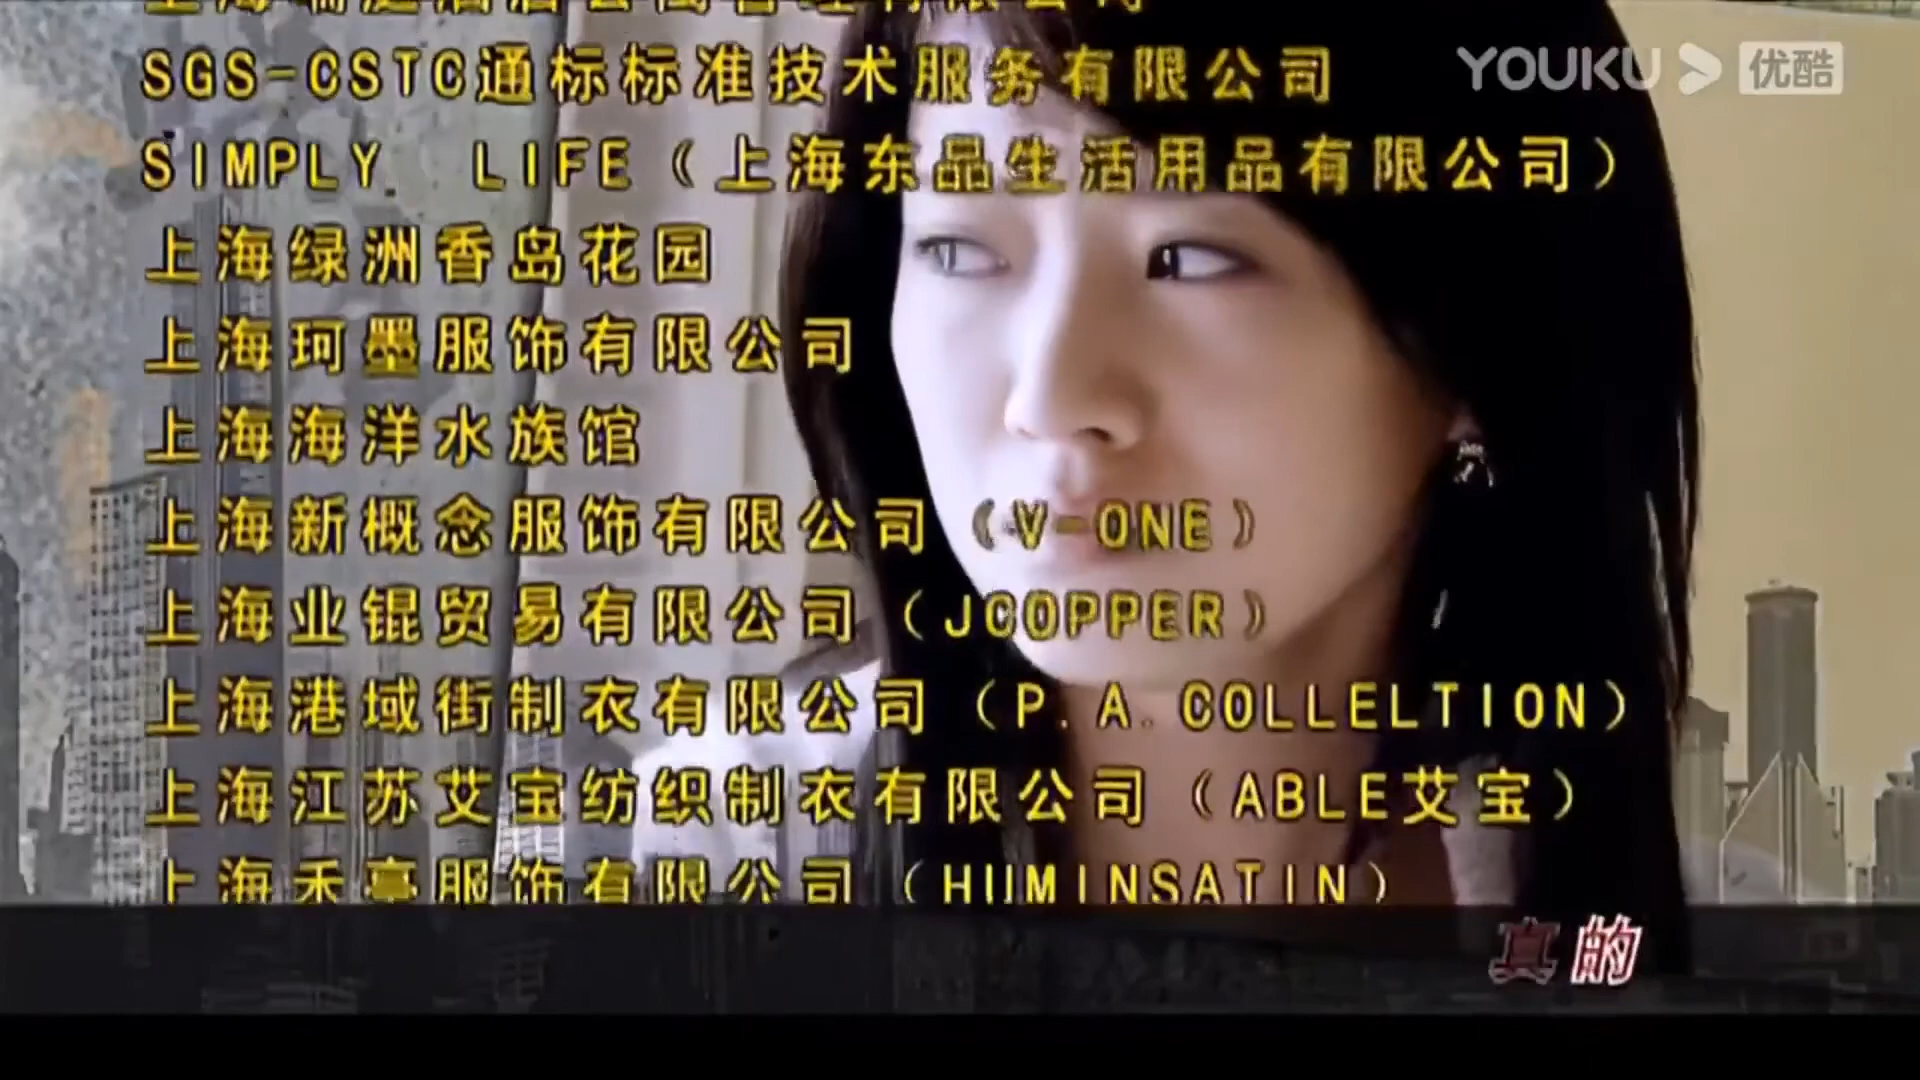 YOUKU 优酷
SGS-CSTC通标标准技术服务有限公司
SIMPLY LIFE（上海东品生活用品有限公司）
上海绿洲香岛花园
上海珂墨服饰有限公司
上海海洋水族馆
上海新概念服饰有限公司（V-ONE）
上海业锟贸易有限公司（JCOPPER）
上海港域街制衣有限公司（P.A.COLLELTION）
上海江苏艾宝纺织制衣有限公司（ABLE艾宝）
上海禾亮服饰有限公司（HUMINSATIN）
真的